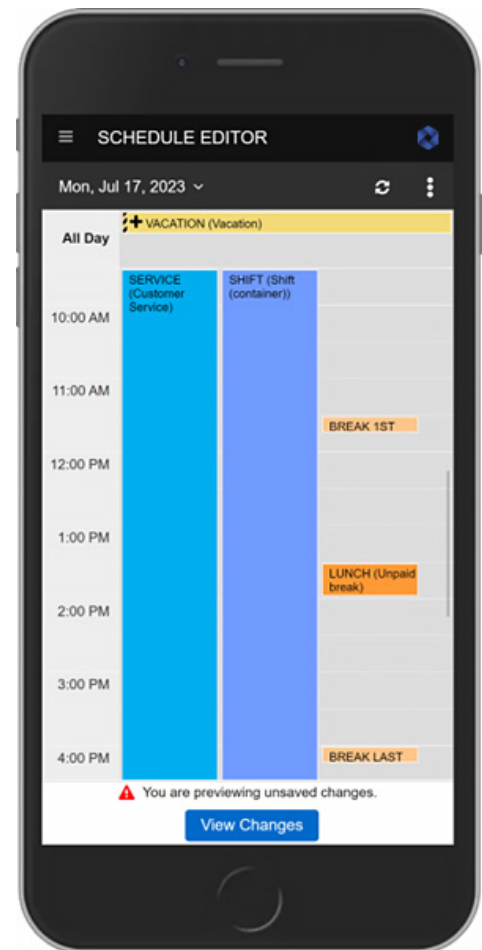 SCHEDULE EDITOR
Mon, Jul 17, 2023
All Day
VACATION (Vacation)
SERVICE
(Customer
Service)
SHIFT (Shift
(container))
10:00 AM
11:00 AM
BREAK 1ST
12:00 PM
1:00 PM
LUNCH (Unpaid
break)
2:00 PM
3:00 PM
4:00 PM
BREAK LAST
You are previewing unsaved changes.
View Changes